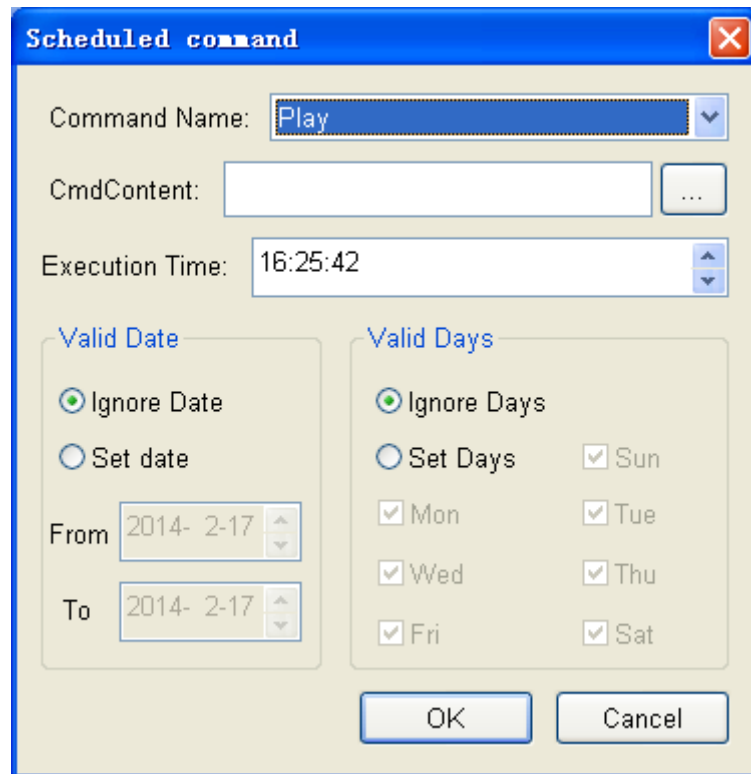 Scheduled command
Command Name: Play
CmdContent: ...
Execution Time: 16:25:42
Valid Date
Ignore Date
Set date
From 2014- 2-17
To 2014- 2-17
Valid Days
Ignore Days
Set Days Sun
Mon Tue
Wed Thu
Fri Sat
OK Cancel